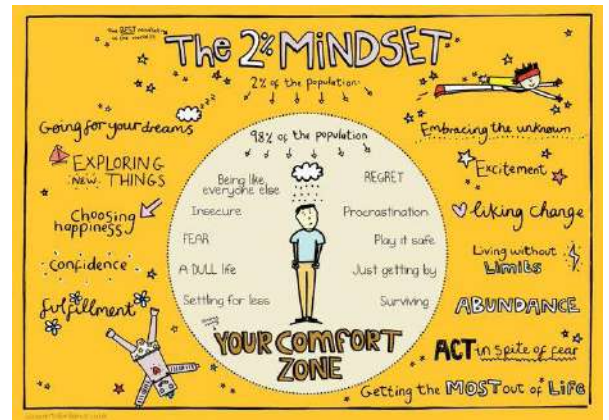 The BEST mindset
The 2% MiNDSET
2% of the population
Going for your dreams
EXPLORING
NEW THINGS
Choosing
happiness
confidence
fulfillment
98% of the population
Being like
everyone else
Insecure
FEAR
A DULL life
Settling for less
REGRET
Procrastination
Play it safe
Just getting by
Surviving
YOUR COMFORT
ZONE
Embracing the unknown
Excitement
liking change
Living without
Limits
ABUNDANCE
ACT in spite of fear
Getting the MOST out of LiFe